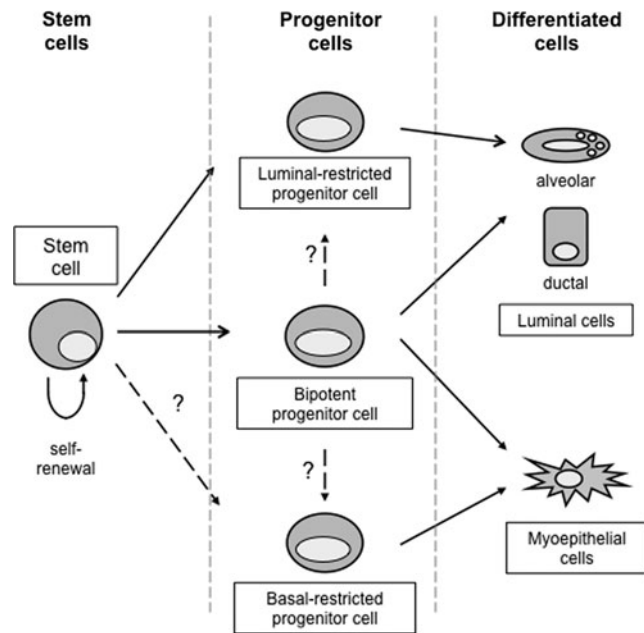 Stem
cells
Progenitor
cells
Differentiated
cells
Luminal-restricted
progenitor cell
alveolar
Stem
cell
?
ductal
Luminal cells
?
Bipotent
progenitor cell
self-
renewal
?
Myoepithelial
cells
Basal-restricted
progenitor cell